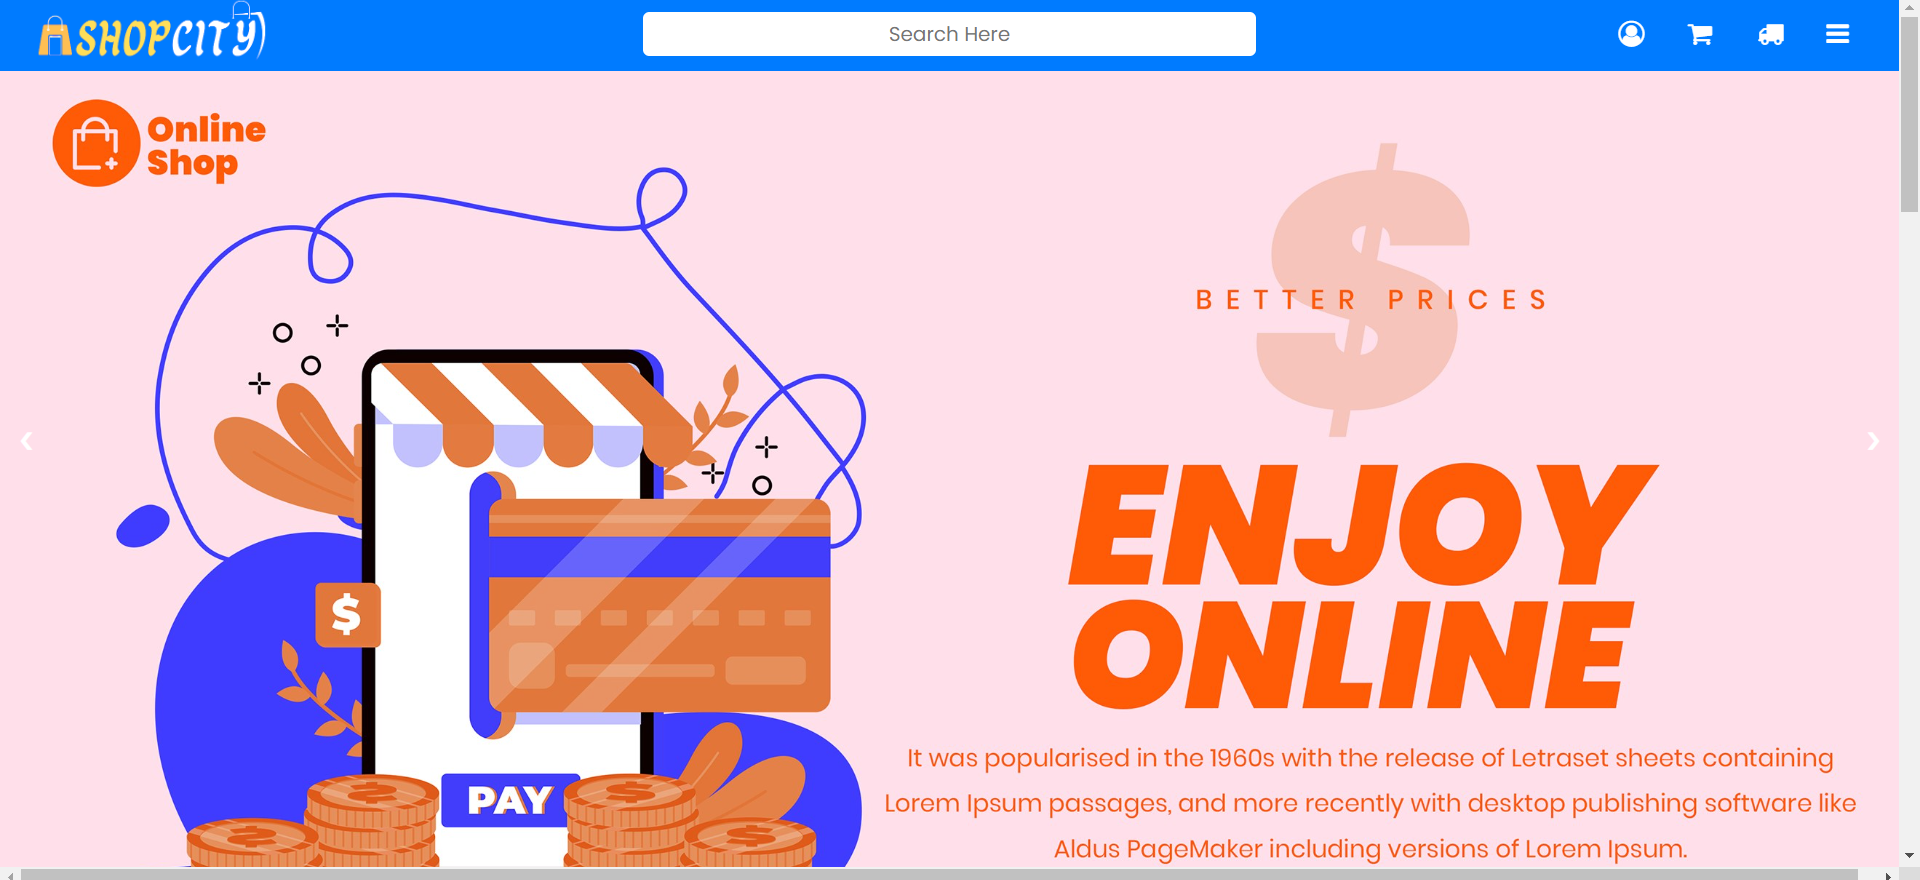 SHOPCITY
Search Here
Online
Shop
$
BETTER PRICES
ENJOY
ONLINE
It was popularised in the 1960s with the release of Letraset sheets containing
Lorem Ipsum passages, and more recently with desktop publishing software like
Aldus PageMaker including versions of Lorem Ipsum.
$
PAY